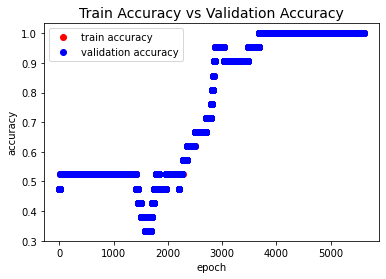 Train Accuracy vs Validation Accuracy
train accuracy
validation accuracy
1.0
0.9
0.8
0.7
0.6
0.5
0.4
0.3
accuracy
0
1000
2000
3000
4000
5000
epoch